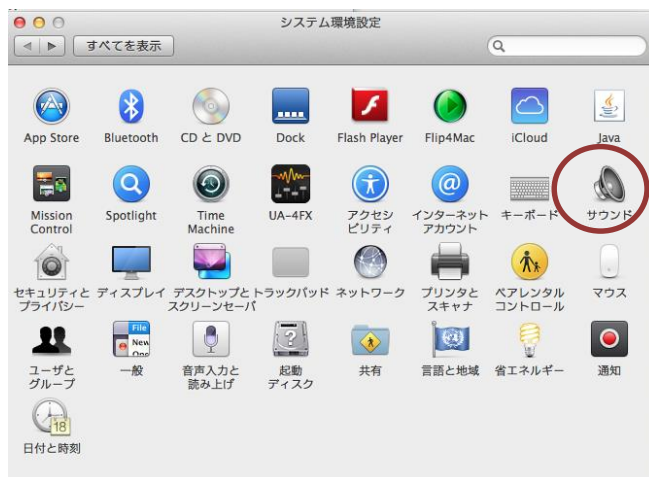 システム環境設定
すべてを表示
App Store
Bluetooth
CD と DVD
Dock
Flash Player
Flip4Mac
iCloud
Java
Mission
Control
Spotlight
Time
Machine
UA-4FX
アクセシ
ビリティ
インターネット
アカウント
キーボード
サウンド
セキュリティと
プライバシー
ディスプレイ
デスクトップと
スクリーンセーバ
トラックパッド
ネットワーク
プリンタと
スキャナ
ペアレンタル
コントロール
マウス
File
New
ユーザと
グループ
一般
音声入力と
読み上げ
?
起動
ディスク
共有
言語と地域
省エネルギー
通知
18
日付と時刻